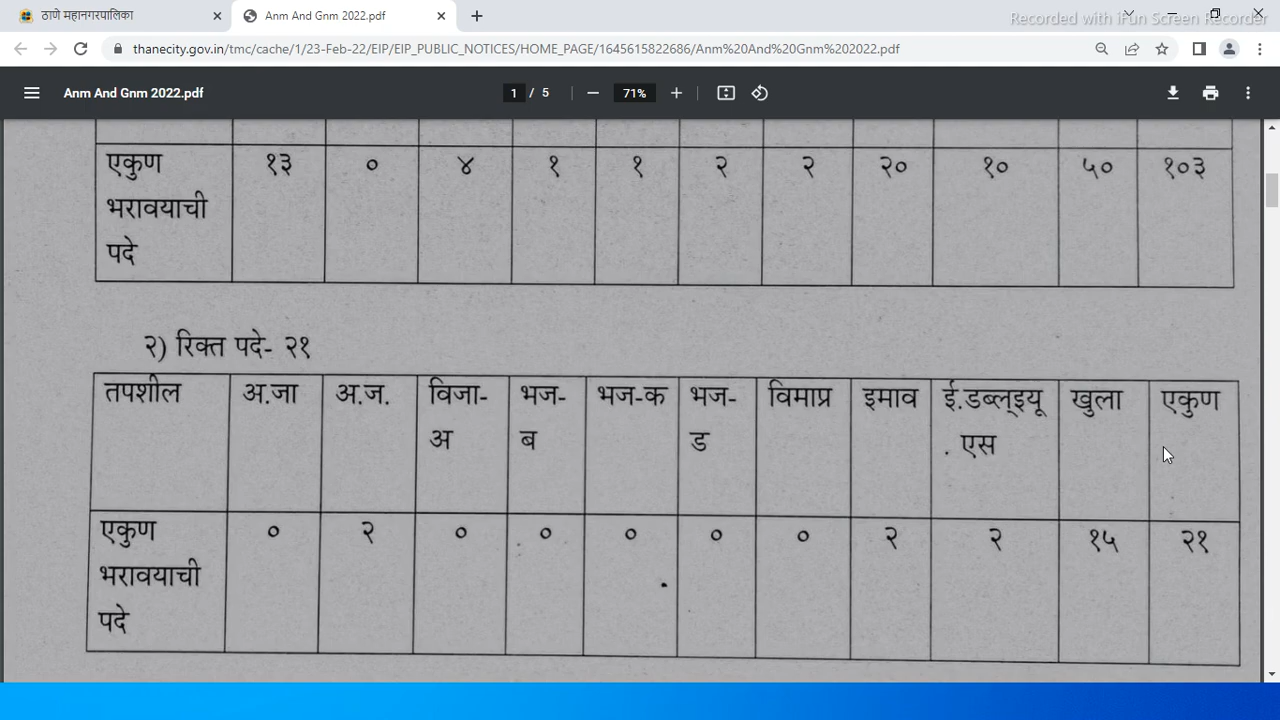 ठाणे महानगरपालिका
Anm And Gnm 2022.pdf
Recorded with iFun Screen Recorder
thanecity.gov.in/tmc/cache/1/23-Feb-22/EIP/EIP_PUBLIC_NOTICES/HOME_PAGE/1645615822686/Anm%20And%20Gnm%202022.pdf
Anm And Gnm 2022.pdf
1 / 5
71%
एकुण १३ ० ४ १ १ २ २ २० १० ५० १०३
भरावयाची
पदे
२) रिक्त पदे- २१
तपशील अ.जा अ.ज. विजा- भज- भज-क भज- विमाप्र इमाव ई.डब्ल्इयू खुला एकुण
अ ब ड . एस
एकुण ० २ ० ० ० ० ० २ २ १५ २१
भरावयाची
पदे